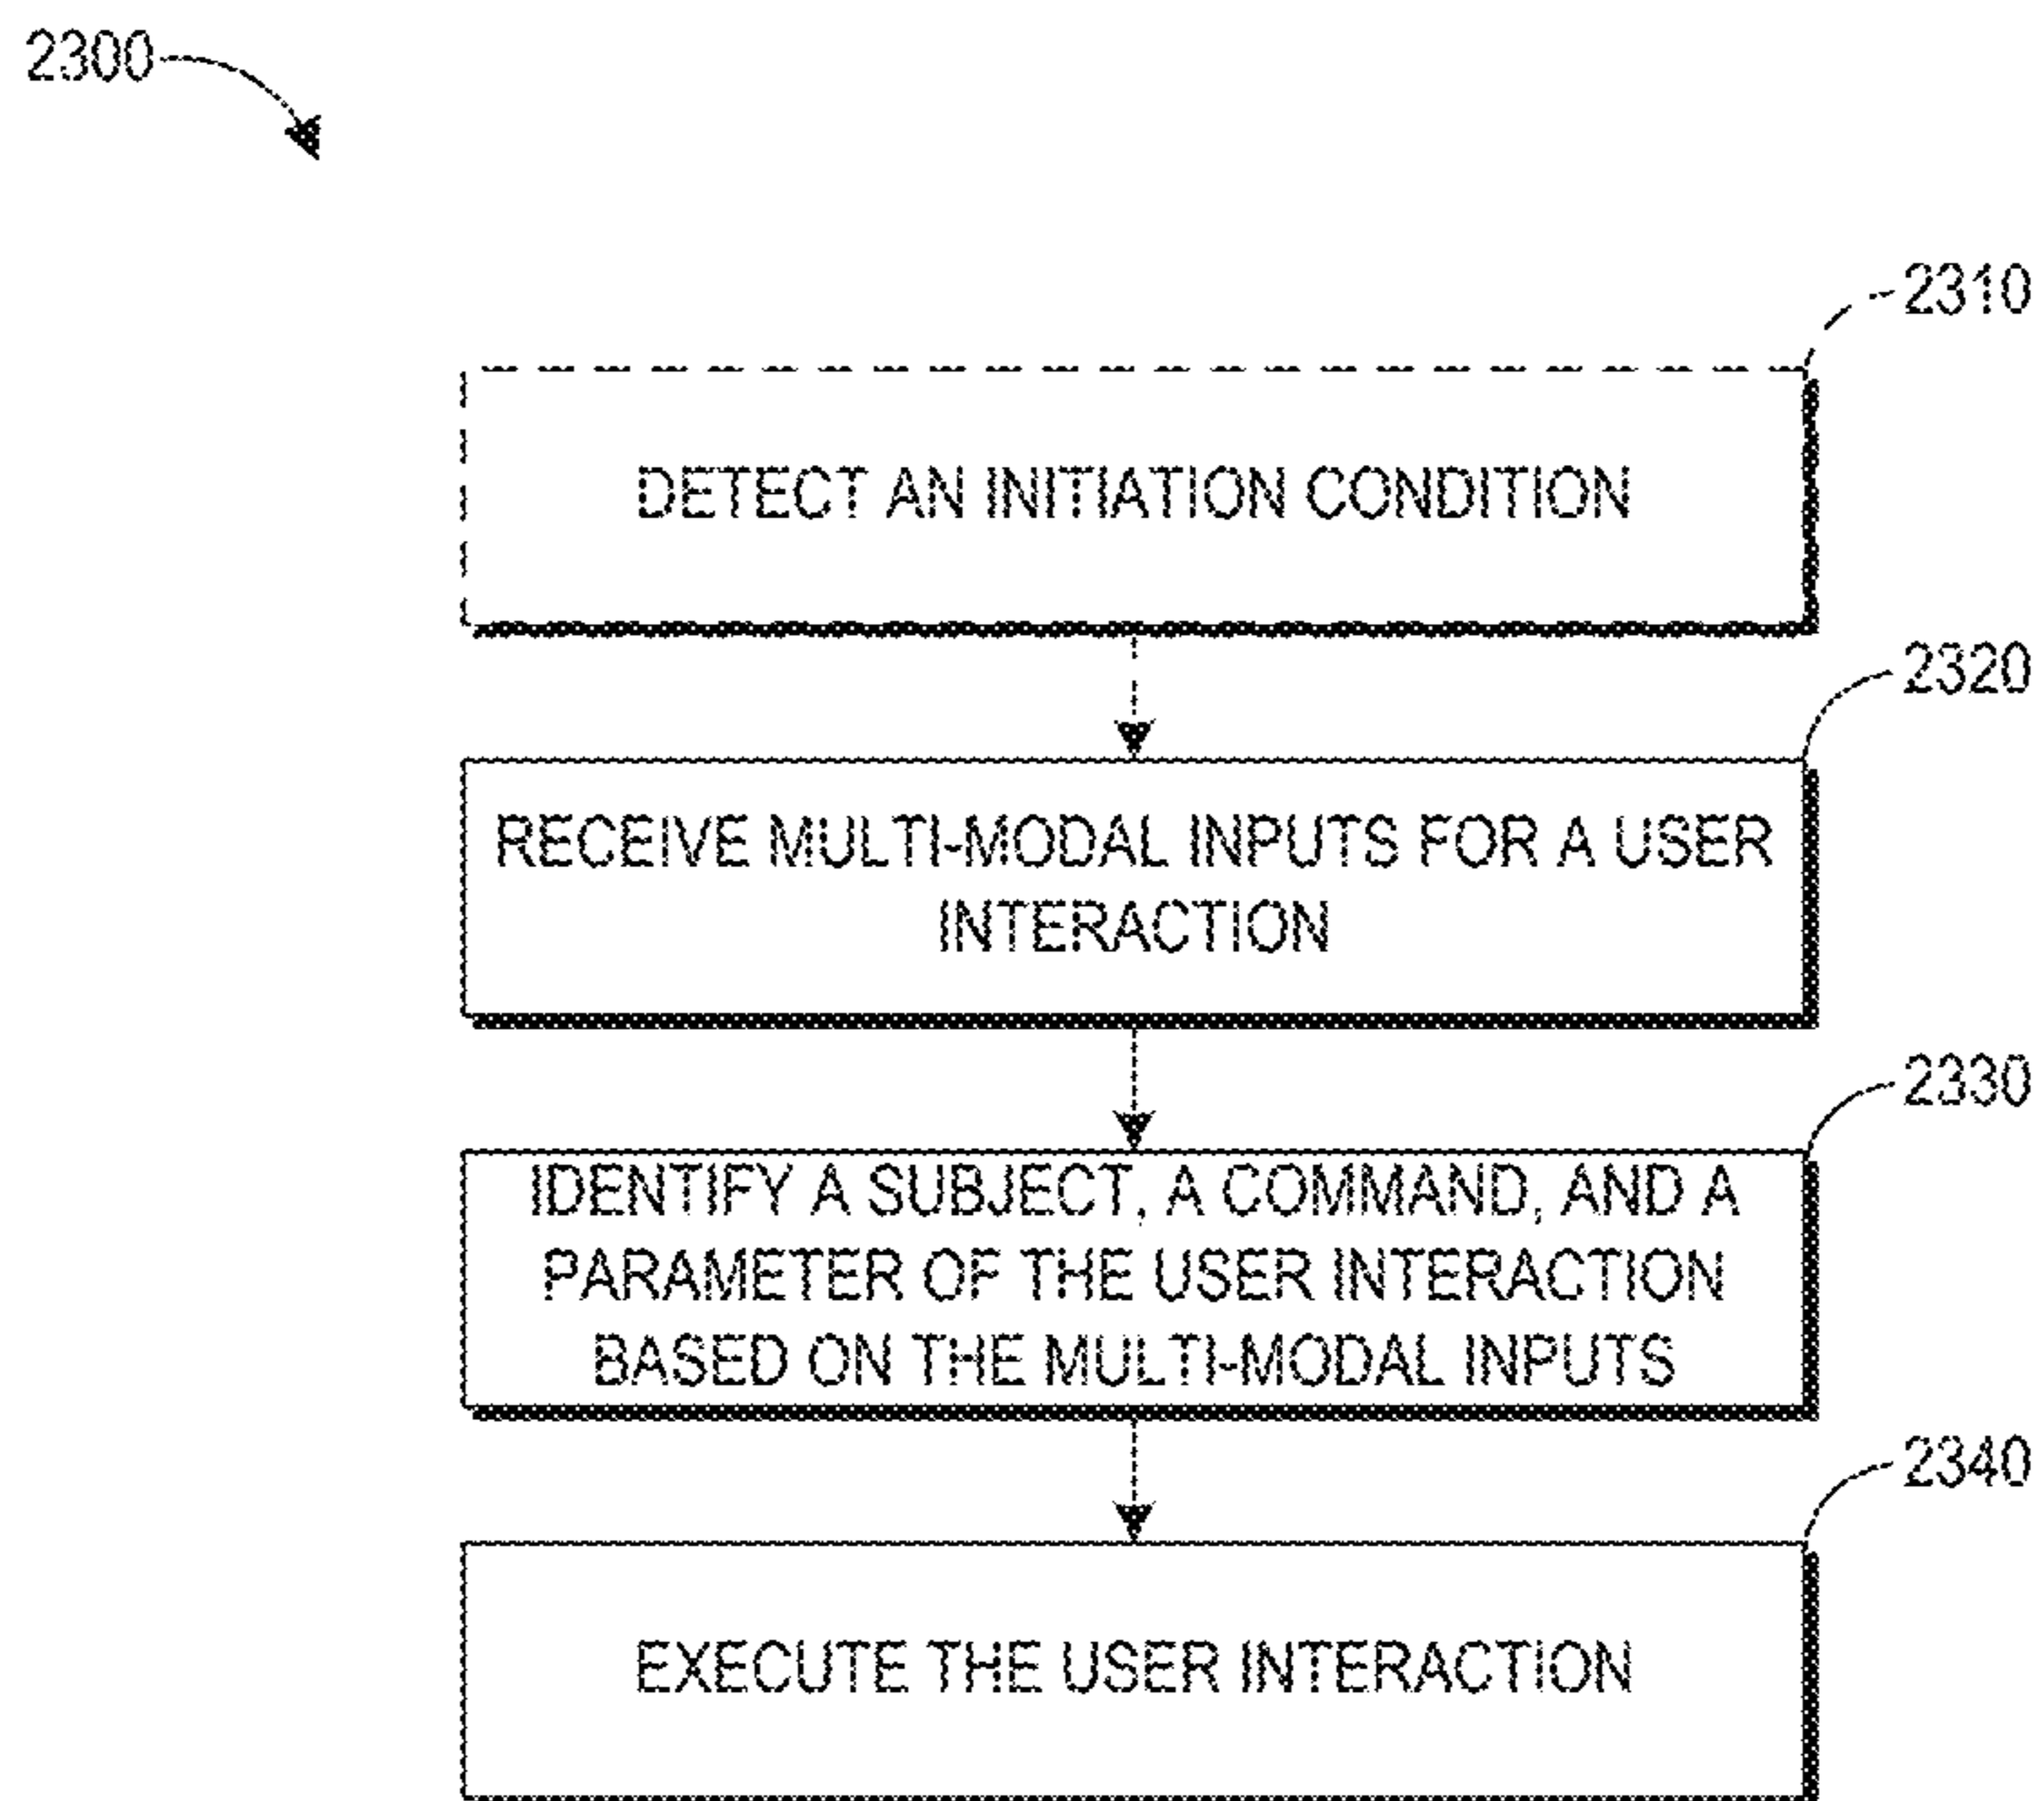 2300
2310
DETECT AN INITIATION CONDITION
2320
RECEIVE MULTI-MODAL INPUTS FOR A USER
INTERACTION
2330
IDENTIFY A SUBJECT, A COMMAND, AND A
PARAMETER OF THE USER INTERACTION
BASED ON THE MULTI-MODAL INPUTS
2340
EXECUTE THE USER INTERACTION